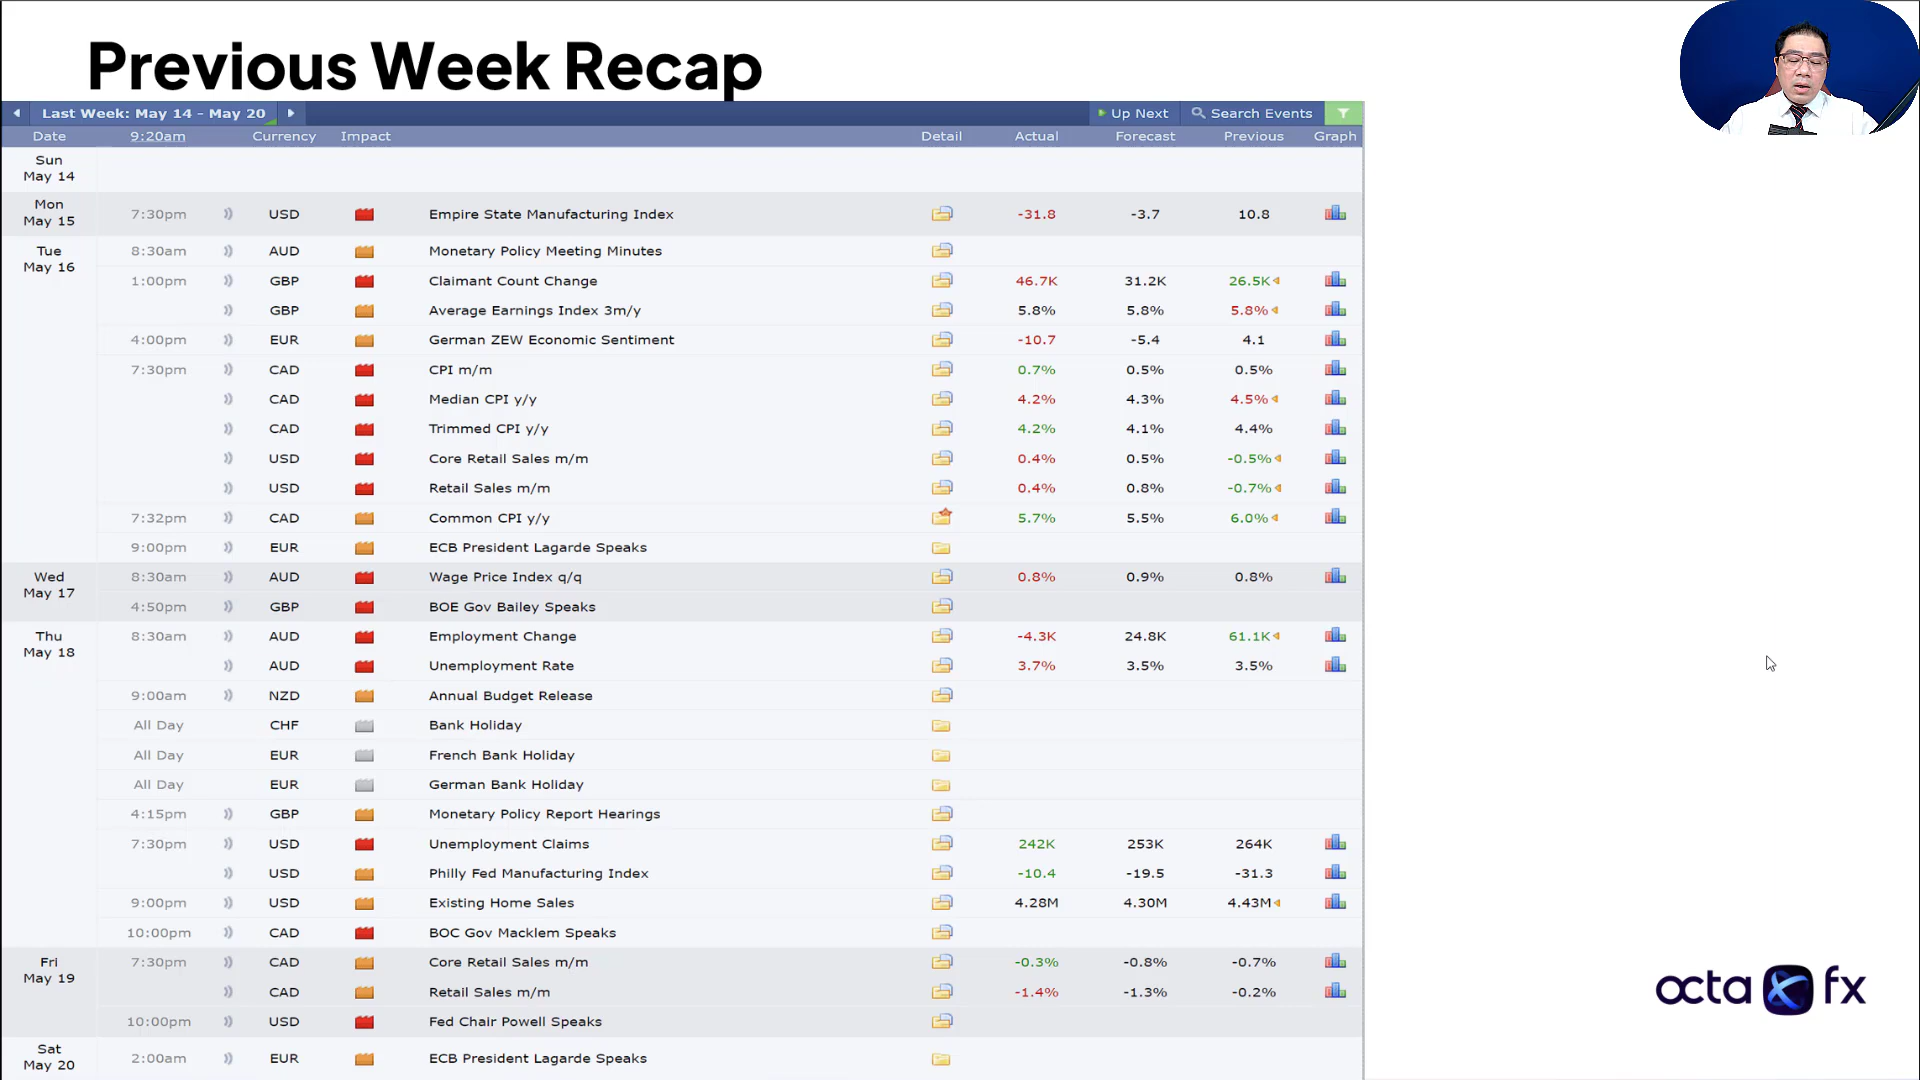 Previous Week Recap
Last Week: May 14 - May 20 Up Next Search Events
Date 9:20am Currency Impact Detail Actual Forecast Previous Graph
Sun May 14
Mon May 15 7:30pm USD Empire State Manufacturing Index -31.8 -3.7 10.8
Tue May 16 8:30am AUD Monetary Policy Meeting Minutes
1:00pm GBP Claimant Count Change 46.7K 31.2K 26.5K
GBP Average Earnings Index 3m/y 5.8% 5.8% 5.8%
4:00pm EUR German ZEW Economic Sentiment -10.7 -5.4 4.1
7:30pm CAD CPI m/m 0.7% 0.5% 0.5%
CAD Median CPI y/y 4.2% 4.3% 4.5%
CAD Trimmed CPI y/y 4.2% 4.1% 4.4%
USD Core Retail Sales m/m 0.4% 0.5% -0.5%
USD Retail Sales m/m 0.4% 0.8% -0.7%
7:32pm CAD Common CPI y/y 5.7% 5.5% 6.0%
9:00pm EUR ECB President Lagarde Speaks
Wed May 17 8:30am AUD Wage Price Index q/q 0.8% 0.9% 0.8%
4:50pm GBP BOE Gov Bailey Speaks
Thu May 18 8:30am AUD Employment Change -4.3K 24.8K 61.1K
AUD Unemployment Rate 3.7% 3.5% 3.5%
9:00am NZD Annual Budget Release
All Day CHF Bank Holiday
All Day EUR French Bank Holiday
All Day EUR German Bank Holiday
4:15pm GBP Monetary Policy Report Hearings
7:30pm USD Unemployment Claims 242K 253K 264K
USD Philly Fed Manufacturing Index -10.4 -19.5 -31.3
9:00pm USD Existing Home Sales 4.28M 4.30M 4.43M
10:00pm CAD BOC Gov Macklem Speaks
Fri May 19 7:30pm CAD Core Retail Sales m/m -0.3% -0.8% -0.7%
CAD Retail Sales m/m -1.4% -1.3% -0.2%
10:00pm USD Fed Chair Powell Speaks
Sat May 20 2:00am EUR ECB President Lagarde Speaks
octa fx